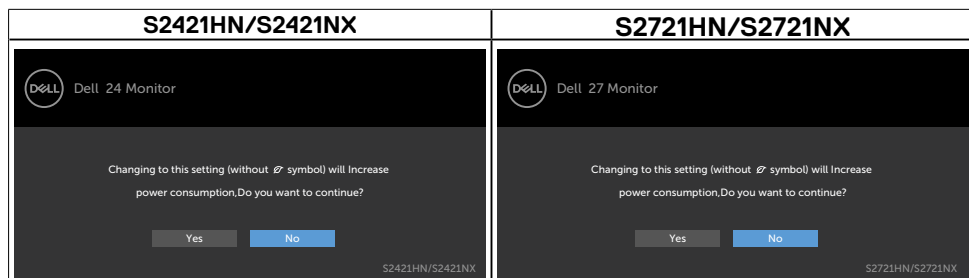 S2421HN/S2421NX
S2721HN/S2721NX
DELL Dell 24 Monitor
Changing to this setting (without symbol) will Increase
power consumption,Do you want to continue?
Yes No
S2421HN/S2421NX
DELL Dell 27 Monitor
Changing to this setting (without symbol) will Increase
power consumption,Do you want to continue?
Yes No
S2721HN/S2721NX